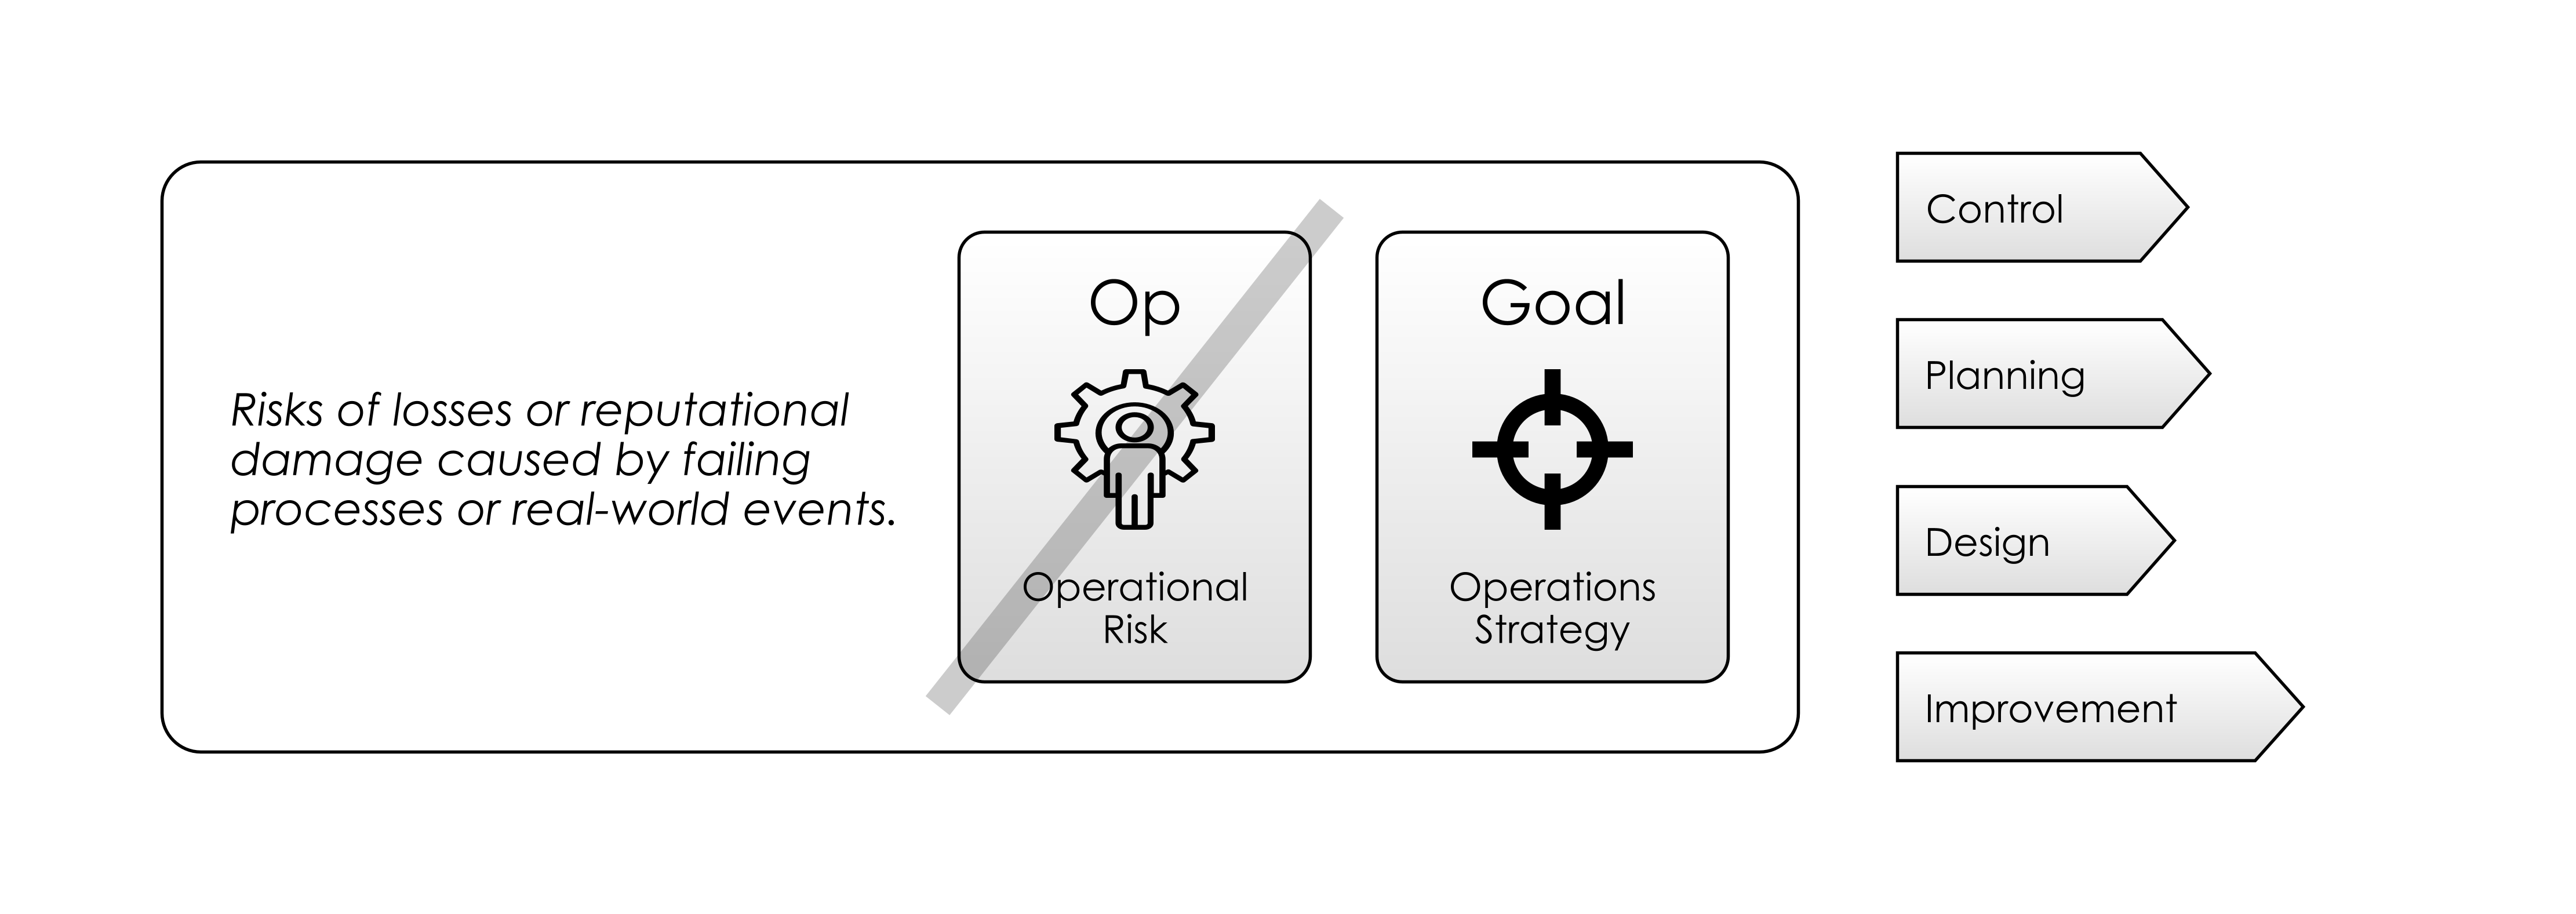 Risks of losses or reputational
damage caused by failing
processes or real-world events.
Op
Operational
Risk
Goal
Operations
Strategy
Control
Planning
Design
Improvement